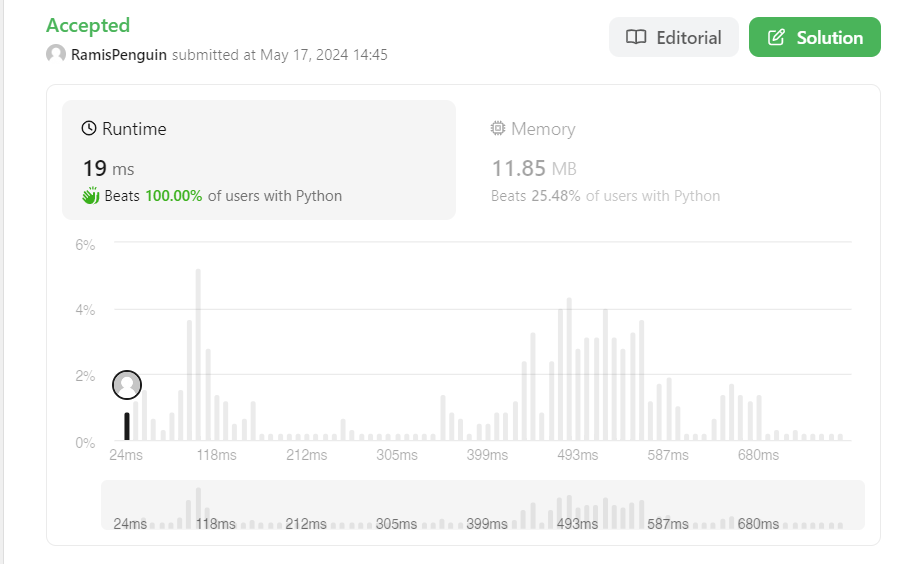 Accepted
Editorial
Solution
RamisPenguin submitted at May 17, 2024 14:45
Runtime
Memory
19 ms
11.85 MB
Beats 100.00% of users with Python
Beats 25.48% of users with Python
6%
4%
2%
0%
24ms 118ms 212ms 305ms 399ms 493ms 587ms 680ms
24ms 118ms 212ms 305ms 399ms 493ms 587ms 680ms